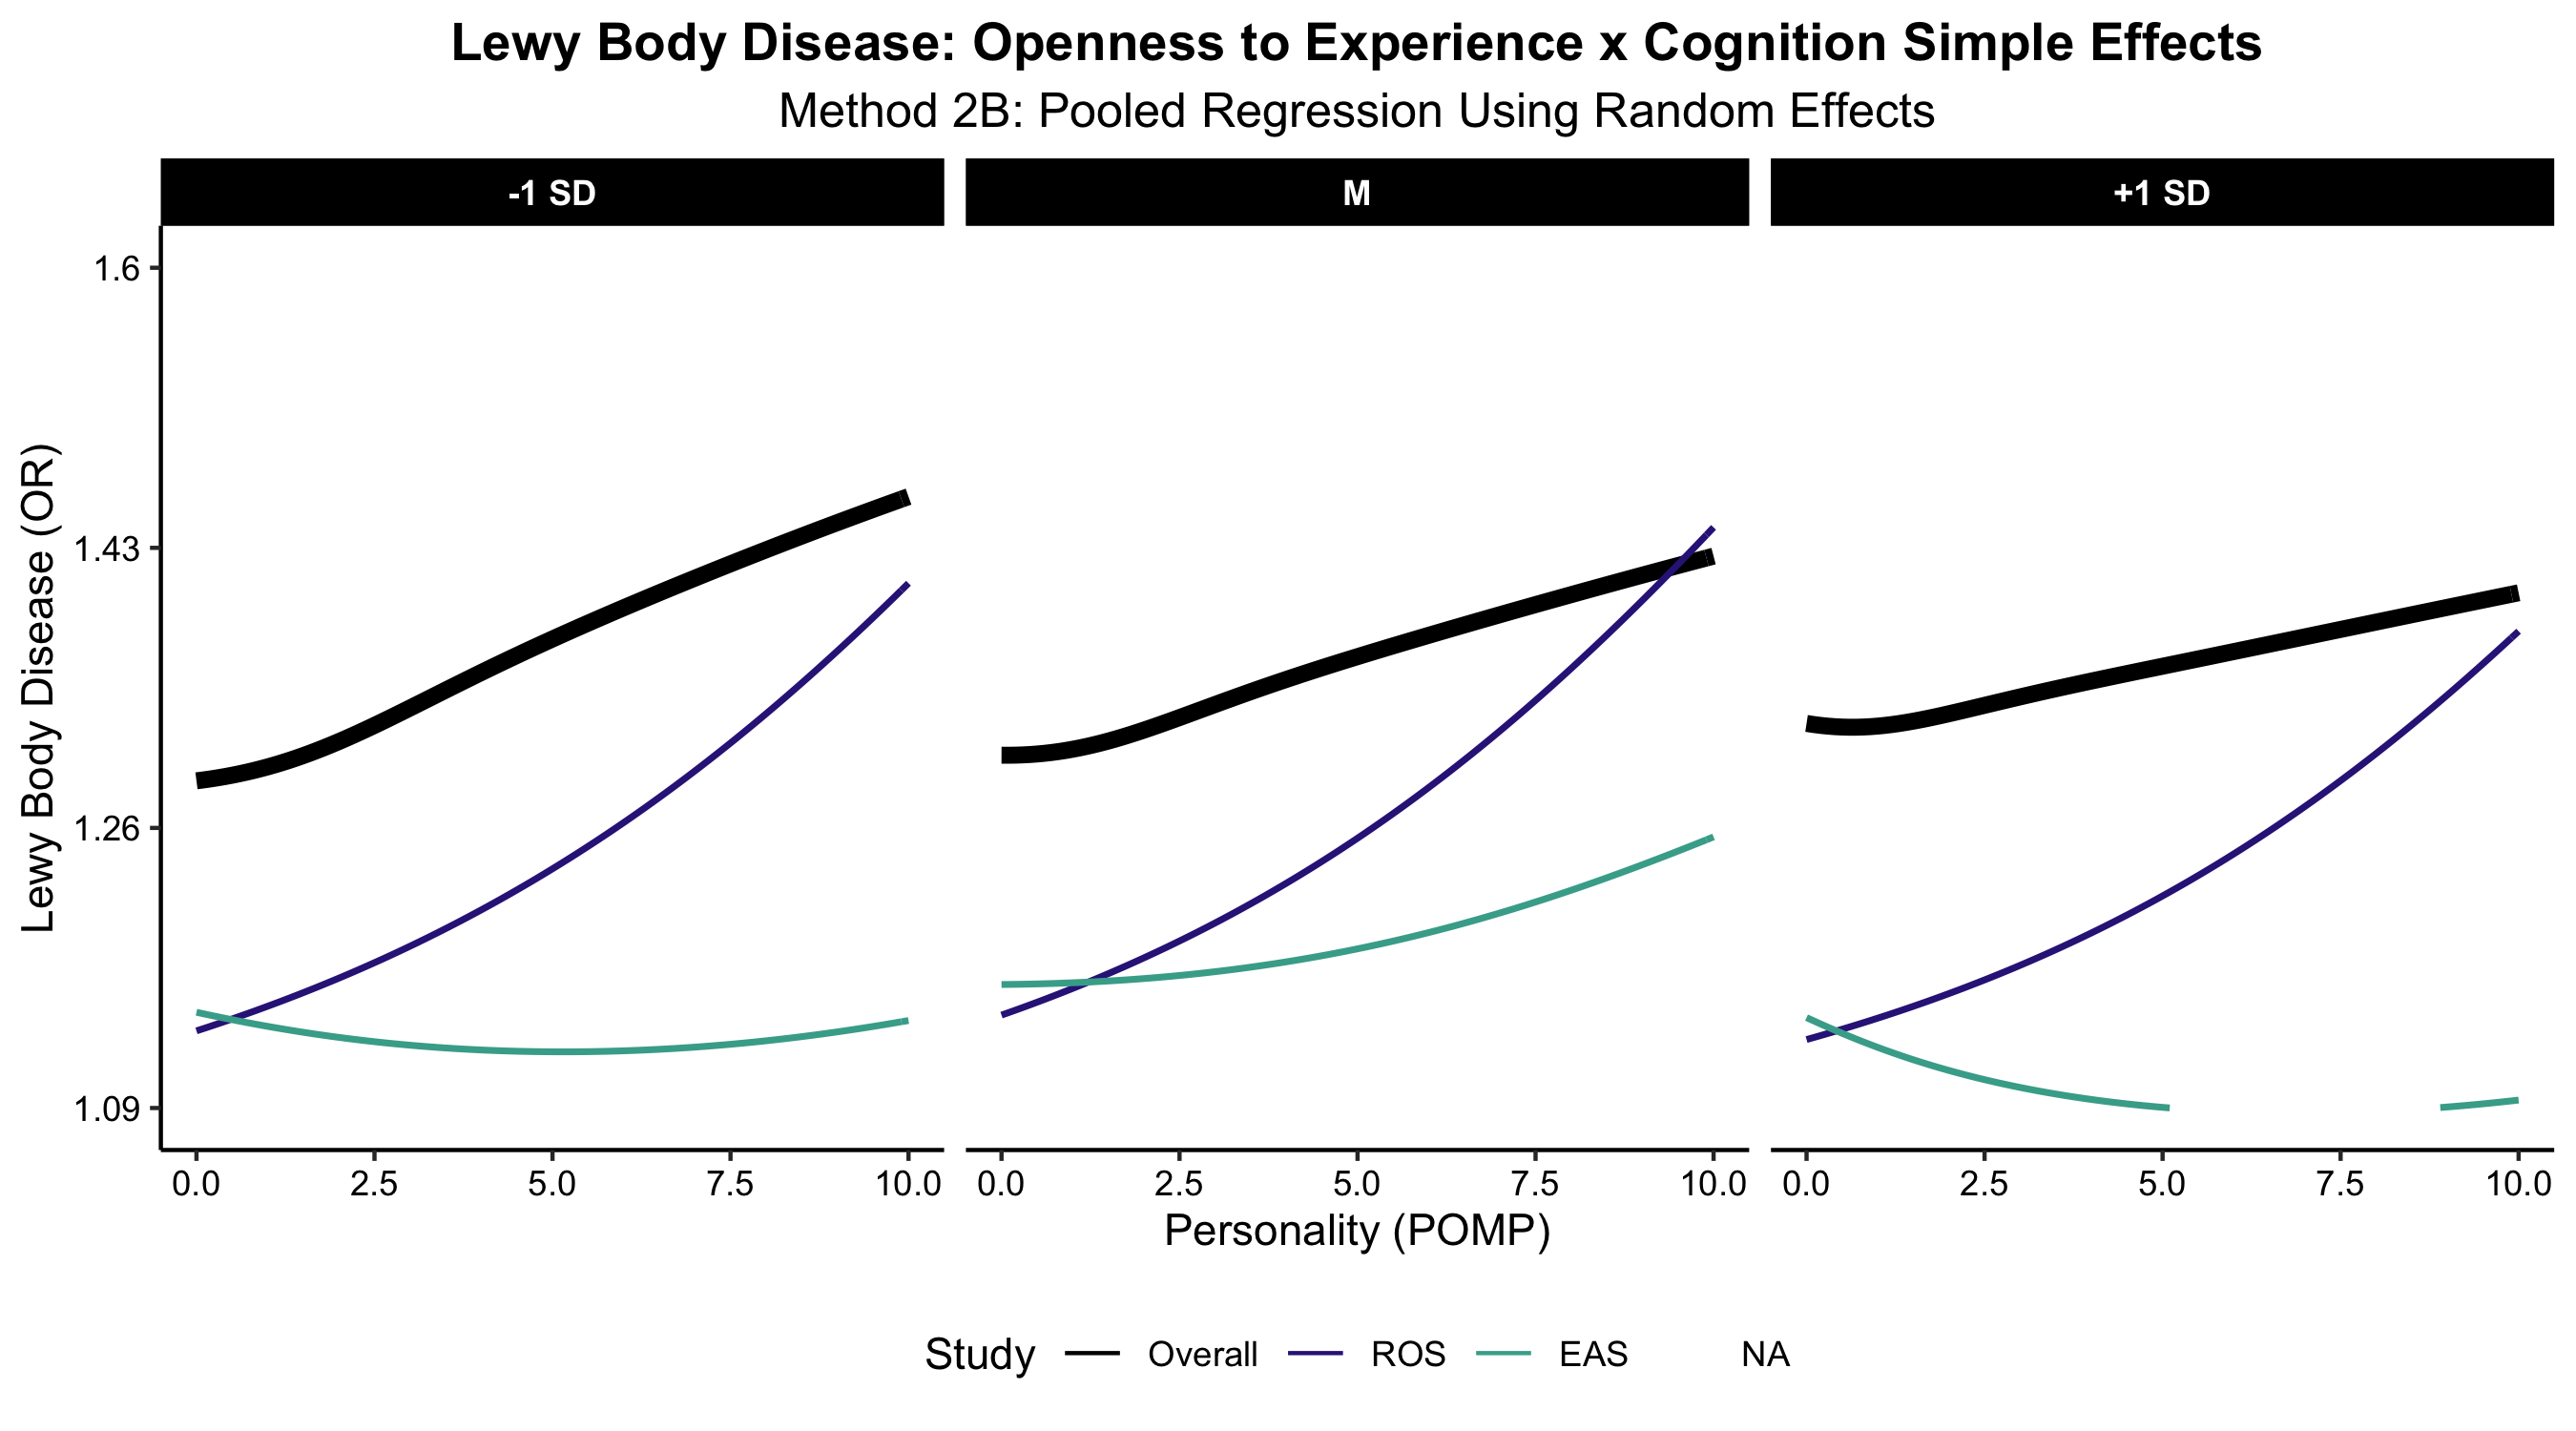 Lewy Body Disease: Openness to Experience x Cognition Simple Effects
Method 2B: Pooled Regression Using Random Effects
-1 SD
M
+1 SD
Lewy Body Disease (OR)
1.6
1.43
1.26
1.09
0.0 2.5 5.0 7.5 10.0
0.0 2.5 5.0 7.5 10.0
0.0 2.5 5.0 7.5 10.0
Personality (POMP)
Study Overall ROS EAS NA